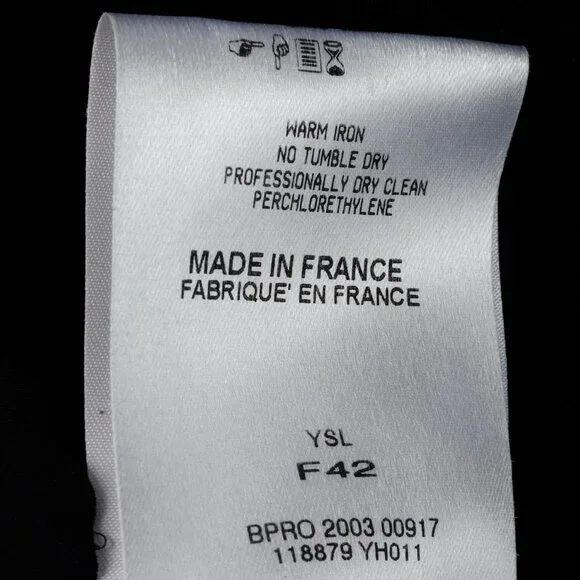 WARM IRON
NO TUMBLE DRY
PROFESSIONALLY DRY CLEAN
PERCHLORETHYLENE
MADE IN FRANCE
FABRIQUE' EN FRANCE
YSL
F 42
BPRO 2003 00917
118879 YH011